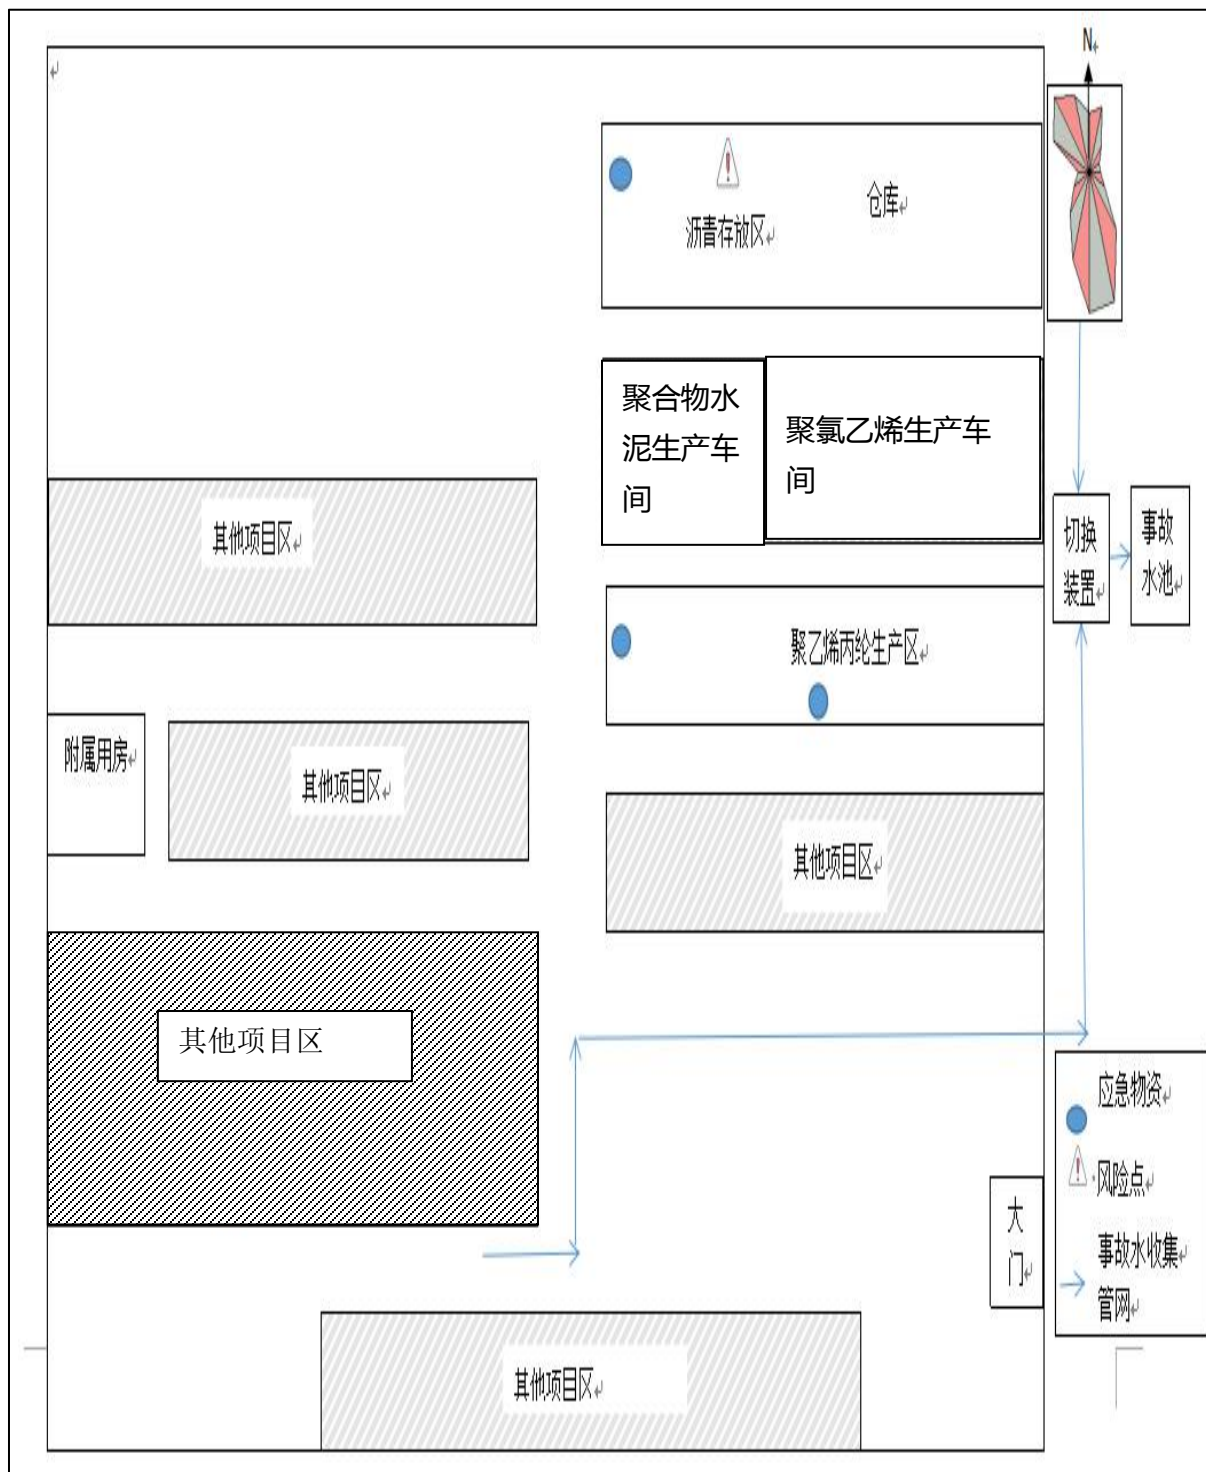 N
沥青存放区
仓库
聚合物水
泥生产车
间
聚氯乙烯生产车
间
其他项目区
切换
装置
事故
水池
聚乙烯丙纶生产区
附属用房
其他项目区
其他项目区
其他项目区
应急物资
风险点
事故水收集
管网
大
门
其他项目区